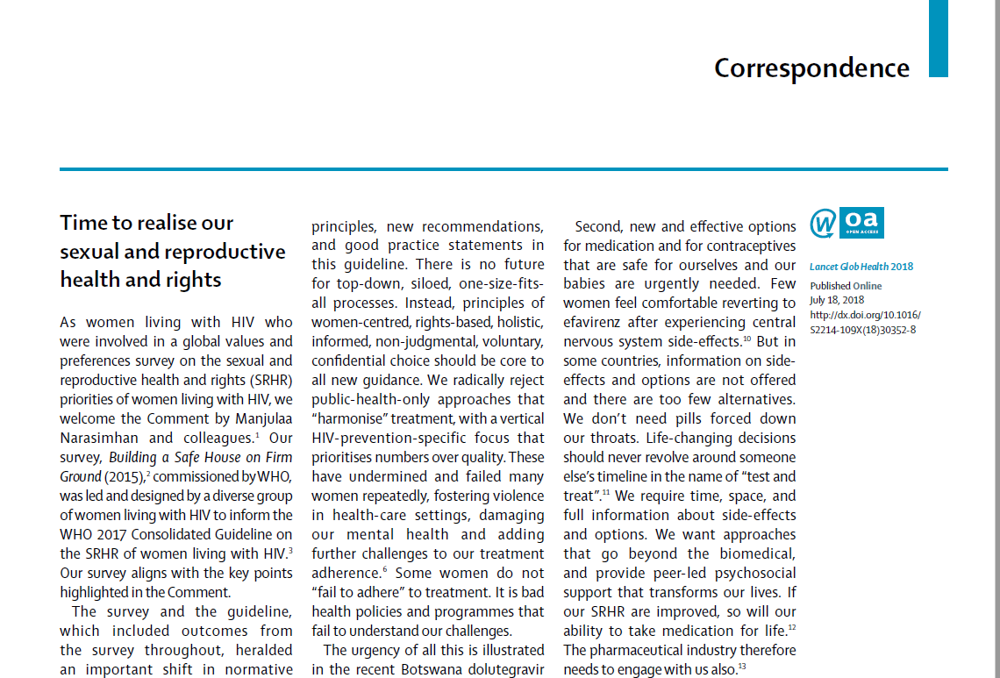 Correspondence
Time to realise our
sexual and reproductive
health and rights
As women living with HIV who
were involved in a global values and
preferences survey on the sexual and
reproductive health and rights (SRHR)
priorities of women living with HIV, we
welcome the Comment by Manjulaa
Narasimhan and colleagues.¹ Our
survey, Building a Safe House on Firm
Ground (2015),² commissioned by WHO,
was led and designed by a diverse group
of women living with HIV to inform the
WHO 2017 Consolidated Guideline on
the SRHR of women living with HIV.³
Our survey aligns with the key points
highlighted in the Comment.
The survey and the guideline,
which included outcomes from
the survey throughout, heralded
an important shift in normative
principles, new recommendations,
and good practice statements in
this guideline. There is no future
for top-down, siloed, one-size-fits-
all processes. Instead, principles of
women-centred, rights-based, holistic,
informed, non-judgmental, voluntary,
confidential choice should be core to
all new guidance. We radically reject
public-health-only approaches that
“harmonise” treatment, with a vertical
HIV-prevention-specific focus that
prioritises numbers over quality. These
have undermined and failed many
women repeatedly, fostering violence
in health-care settings, damaging
our mental health and adding
further challenges to our treatment
adherence.⁶ Some women do not
“fail to adhere” to treatment. It is bad
health policies and programmes that
fail to understand our challenges.
The urgency of all this is illustrated
in the recent Botswana dolutegravir
Second, new and effective options
for medication and for contraceptives
that are safe for ourselves and our
babies are urgently needed. Few
women feel comfortable reverting to
efavirenz after experiencing central
nervous system side-effects.¹⁰ But in
some countries, information on side-
effects and options are not offered
and there are too few alternatives.
We don’t need pills forced down
our throats. Life-changing decisions
should never revolve around someone
else’s timeline in the name of “test and
treat”.¹¹ We require time, space, and
full information about side-effects
and options. We want approaches
that go beyond the biomedical,
and provide peer-led psychosocial
support that transforms our lives. If
our SRHR are improved, so will our
ability to take medication for life.¹²
The pharmaceutical industry therefore
needs to engage with us also.¹³
W oa
OPEN ACCESS
Lancet Glob Health 2018
Published Online
July 18, 2018
http://dx.doi.org/10.1016/
S2214-109X(18)30352-8